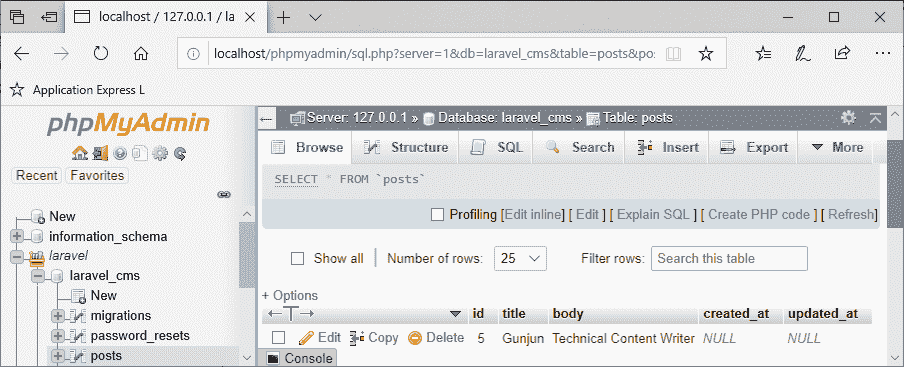 localhost / 127.0.0.1 / la
localhost/phpmyadmin/sql.php?server=1&db=laravel_cms&table=posts&pos
Application Express L
phpMyAdmin
Recent Favorites
New
information_schema
laravel
laravel_cms
New
migrations
password_resets
posts
Server: 127.0.0.1 » Database: laravel_cms » Table: posts
Browse Structure SQL Search Insert Export More
SELECT * FROM `posts`
Profiling [Edit inline] [ Edit ] [ Explain SQL ] [ Create PHP code ] [ Refresh]
Show all Number of rows: 25 Filter rows: Search this table
+ Options
id title body created_at updated_at
Edit Copy Delete 5 Gunjun Technical Content Writer NULL NULL
Console